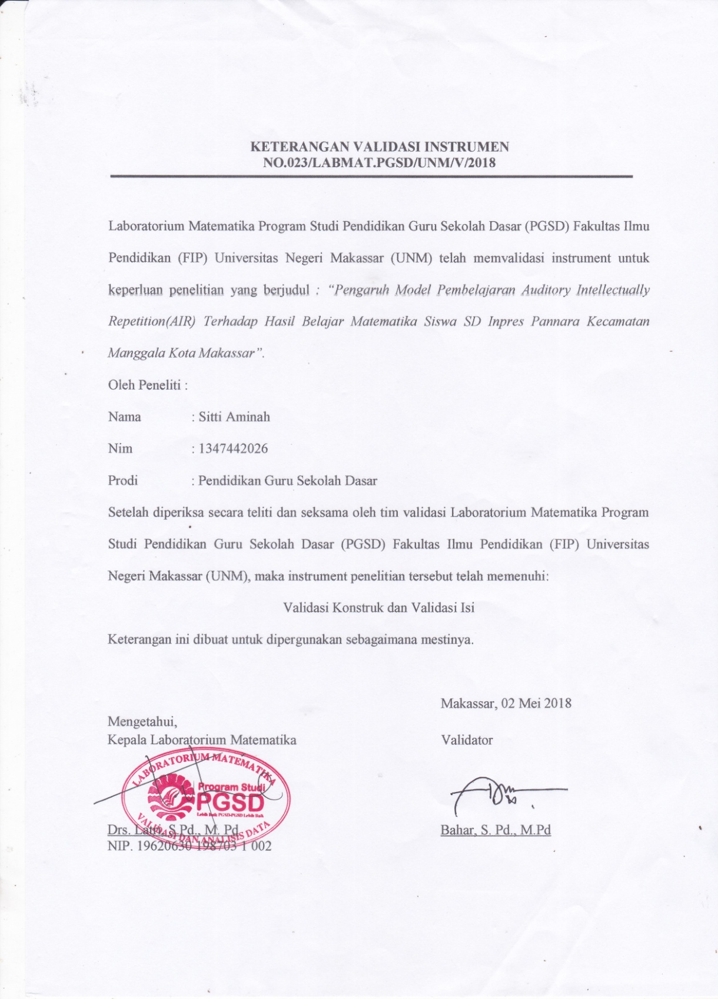 KETERANGAN VALIDASI INSTRUMEN
NO.023/LABMAT.PGSD/UNM/V/2018
Laboratorium Matematika Program Studi Pendidikan Guru Sekolah Dasar (PGSD) Fakultas Ilmu
Pendidikan (FIP) Universitas Negeri Makassar (UNM) telah memvalidasi instrument untuk
keperluan penelitian yang berjudul : “Pengaruh Model Pembelajaran Auditory Intellectually
Repetition(AIR) Terhadap Hasil Belajar Matematika Siswa SD Inpres Pannara Kecamatan
Manggala Kota Makassar”.
Oleh Peneliti :
Nama : Sitti Aminah
Nim : 1347442026
Prodi : Pendidikan Guru Sekolah Dasar
Setelah diperiksa secara teliti dan seksama oleh tim validasi Laboratorium Matematika Program
Studi Pendidikan Guru Sekolah Dasar (PGSD) Fakultas Ilmu Pendidikan (FIP) Universitas
Negeri Makassar (UNM), maka instrument penelitian tersebut telah memenuhi:
Validasi Konstruk dan Validasi Isi
Keterangan ini dibuat untuk dipergunakan sebagaimana mestinya.
Makassar, 02 Mei 2018
Mengetahui,
Kepala Laboratorium Matematika Validator
LABORATORIUM MATEMATIKA
Program Studi
PGSD
Lebih Baik PGSD-PGSD Lebih Baik
VALIDASI DAN ANALISIS DATA
Drs. S.Pd., M. Pd Bahar, S. Pd., M.Pd
NIP. 19620630 198703 1 002